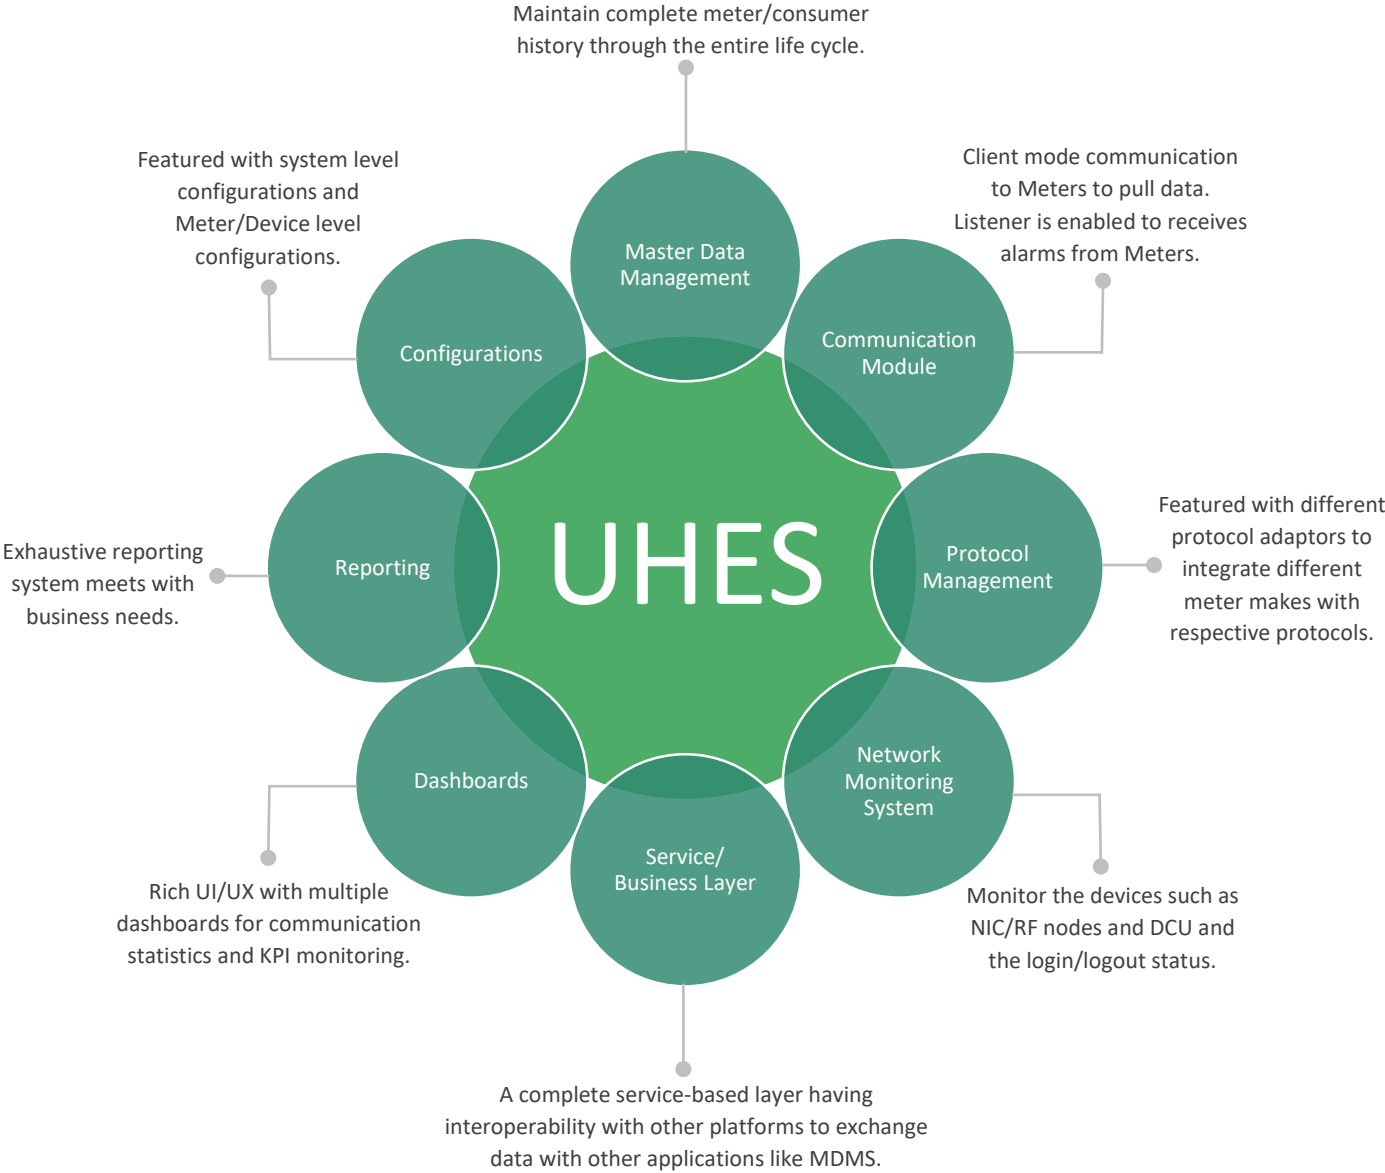 Maintain complete meter/consumer
history through the entire life cycle.
Featured with system level
configurations and
Meter/Device level
configurations.
Client mode communication
to Meters to pull data.
Listener is enabled to receives
alarms from Meters.
Master Data
Management
Configurations
Communication
Module
UHES
Reporting
Protocol
Management
Exhaustive reporting
system meets with
business needs.
Featured with different
protocol adaptors to
integrate different
meter makes with
respective protocols.
Dashboards
Network
Monitoring
System
Service/
Business Layer
Rich UI/UX with multiple
dashboards for communication
statistics and KPI monitoring.
Monitor the devices such as
NIC/RF nodes and DCU and
the login/logout status.
A complete service-based layer having
interoperability with other platforms to exchange
data with other applications like MDMS.